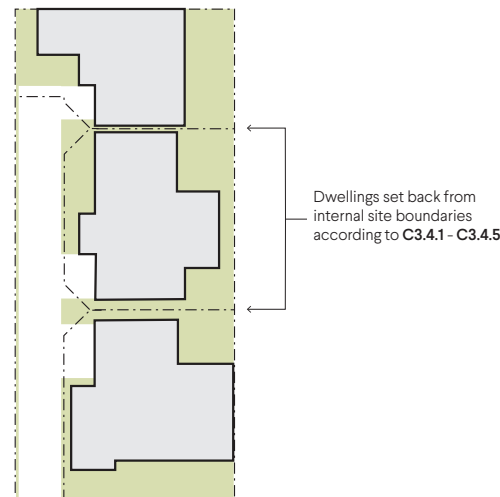 Dwellings set back from
internal site boundaries
according to C3.4.1 - C3.4.5